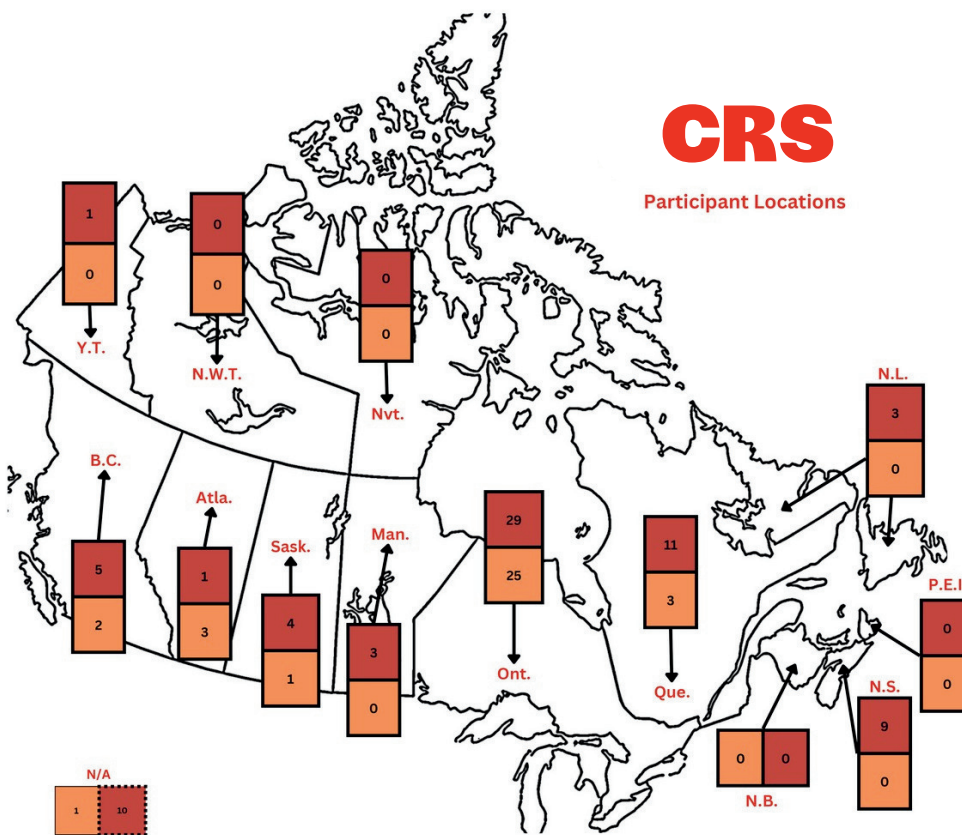 CRS
Participant Locations
1
0
Y.T.
0
0
N.W.T.
0
0
Nvt.
N.L.
3
0
B.C.
5
2
Atla.
1
3
Sask.
4
1
Man.
3
0
29
25
Ont.
11
3
Que.
P.E.I
0
0
N.S.
9
0
0 0
N.B.
N/A
1 10